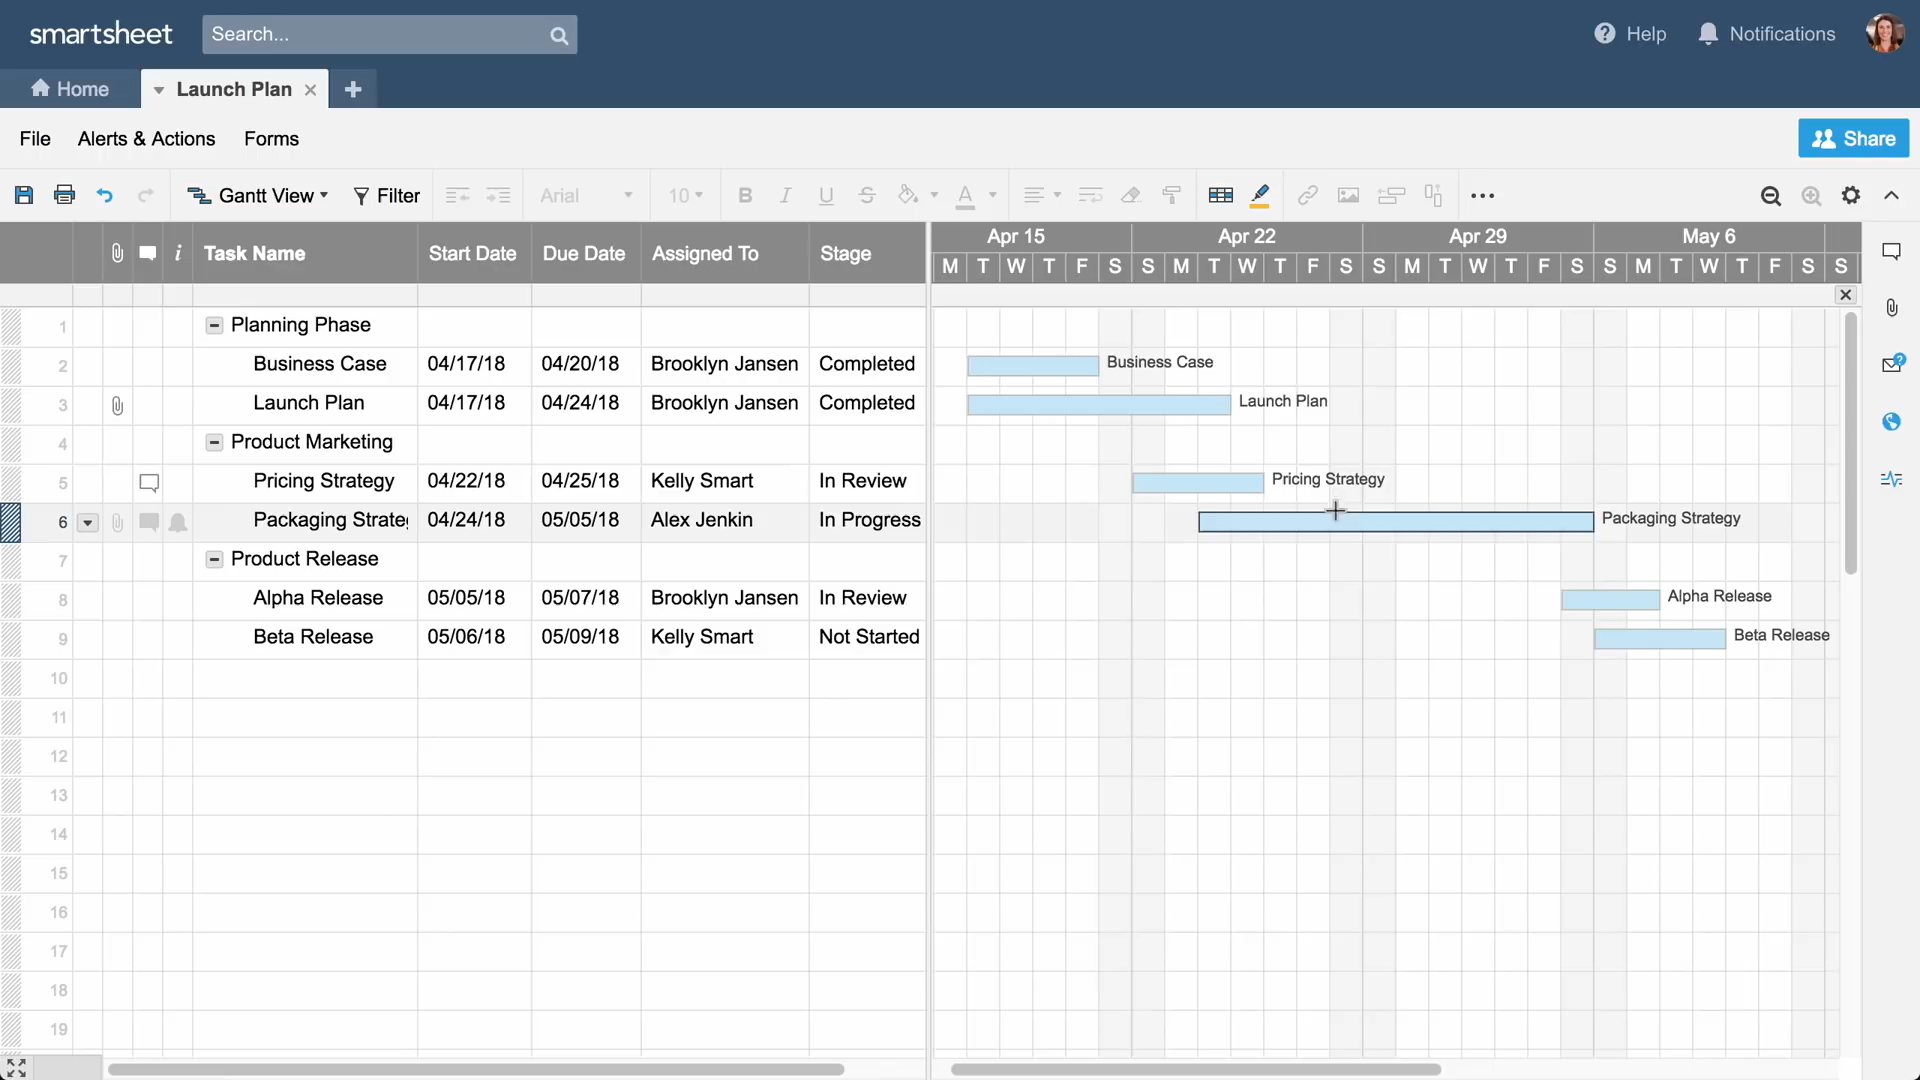 smartsheet Search... Help Notifications
Home Launch Plan
File Alerts & Actions Forms Share
Gantt View Filter Arial 10 B I U S A
Task Name Start Date Due Date Assigned To Stage
Apr 15 Apr 22 Apr 29 May 6
M T W T F S S M T W T F S S M T W T F S S M T W T F S S
1 Planning Phase
2 Business Case 04/17/18 04/20/18 Brooklyn Jansen Completed Business Case
3 Launch Plan 04/17/18 04/24/18 Brooklyn Jansen Completed Launch Plan
4 Product Marketing
5 Pricing Strategy 04/22/18 04/25/18 Kelly Smart In Review Pricing Strategy
6 Packaging Strate 04/24/18 05/05/18 Alex Jenkin In Progress Packaging Strategy
7 Product Release
8 Alpha Release 05/05/18 05/07/18 Brooklyn Jansen In Review Alpha Release
9 Beta Release 05/06/18 05/09/18 Kelly Smart Not Started Beta Release
10
11
12
13
14
15
16
17
18
19